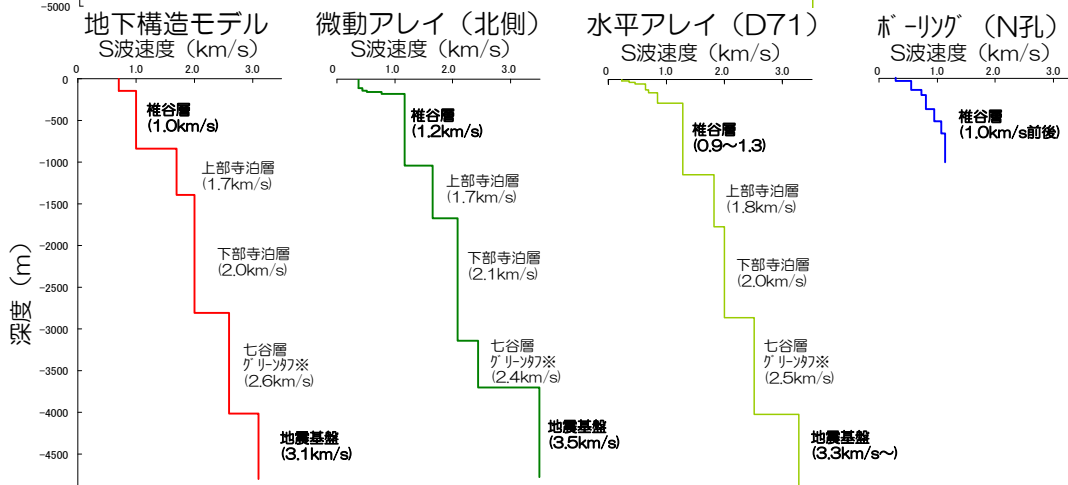 -5000
地下構造モデル
S波速度（km/s）
0.0 1.0 2.0 3.0
微動アレイ（北側）
S波速度（km/s）
0.0 1.0 2.0 3.0
水平アレイ（D71）
S波速度（km/s）
0.0 1.0 2.0 3.0
ボーリング（N孔）
S波速度（km/s）
0.0 1.0 2.0 3.0
深度（m）
0
-500
-1000
-1500
-2000
-2500
-3000
-3500
-4000
-4500
椎谷層
(1.0km/s)
上部寺泊層
(1.7km/s)
下部寺泊層
(2.0km/s)
七谷層
グリーンタフ※
(2.6km/s)
地震基盤
(3.1km/s)
椎谷層
(1.2km/s)
上部寺泊層
(1.7km/s)
下部寺泊層
(2.1km/s)
七谷層
グリーンタフ※
(2.4km/s)
地震基盤
(3.5km/s)
椎谷層
(0.9～1.3)
上部寺泊層
(1.8km/s)
下部寺泊層
(2.0km/s)
七谷層
グリーンタフ※
(2.5km/s)
地震基盤
(3.3km/s～)
椎谷層
(1.0km/s前後)